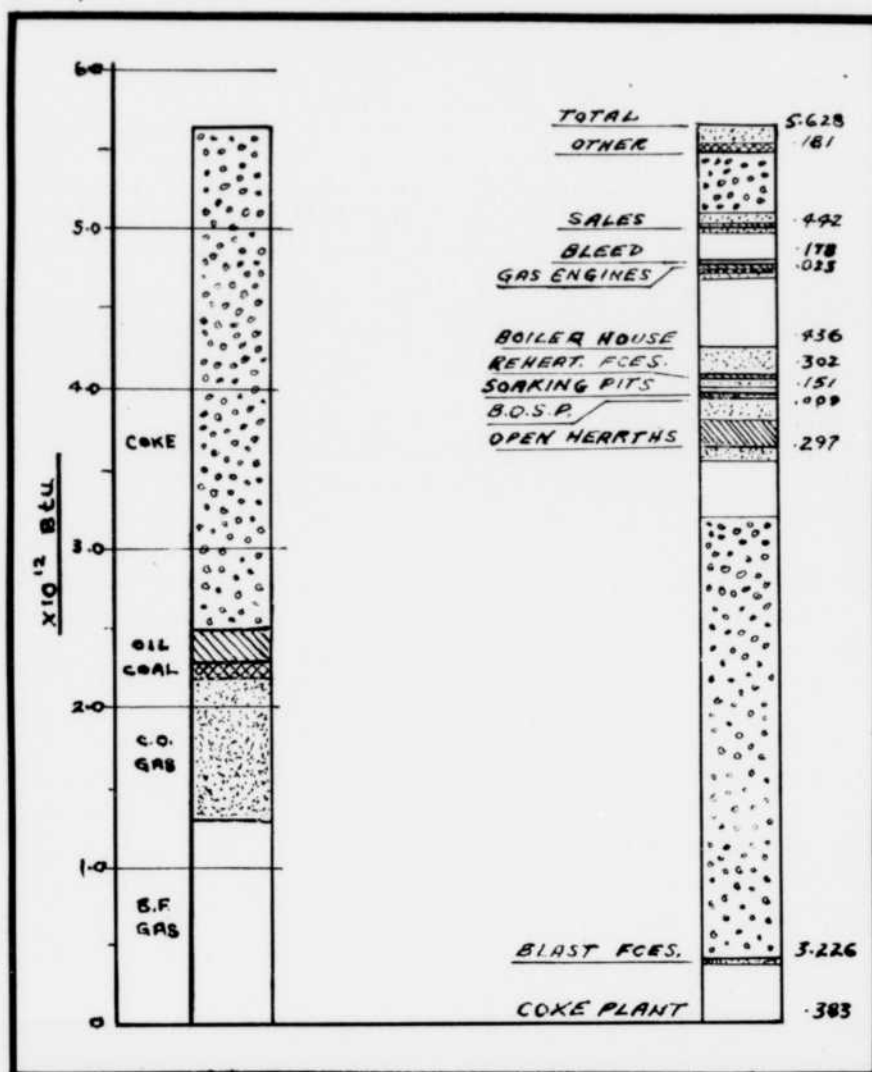 6.0
5.0
4.0
COKE
X10¹² Btu
3.0
OIL
COAL
2.0
C.O.
GAS
1.0
B.F.
GAS
0
TOTAL 5.628
OTHER .181
SALES .442
BLEED .178
GAS ENGINES .023
BOILER HOUSE .436
REHEAT. FCES. .302
SOAKING PITS .151
B.O.S.P. .009
OPEN HEARTHS .297
BLAST FCES. 3.226
COKE PLANT .383